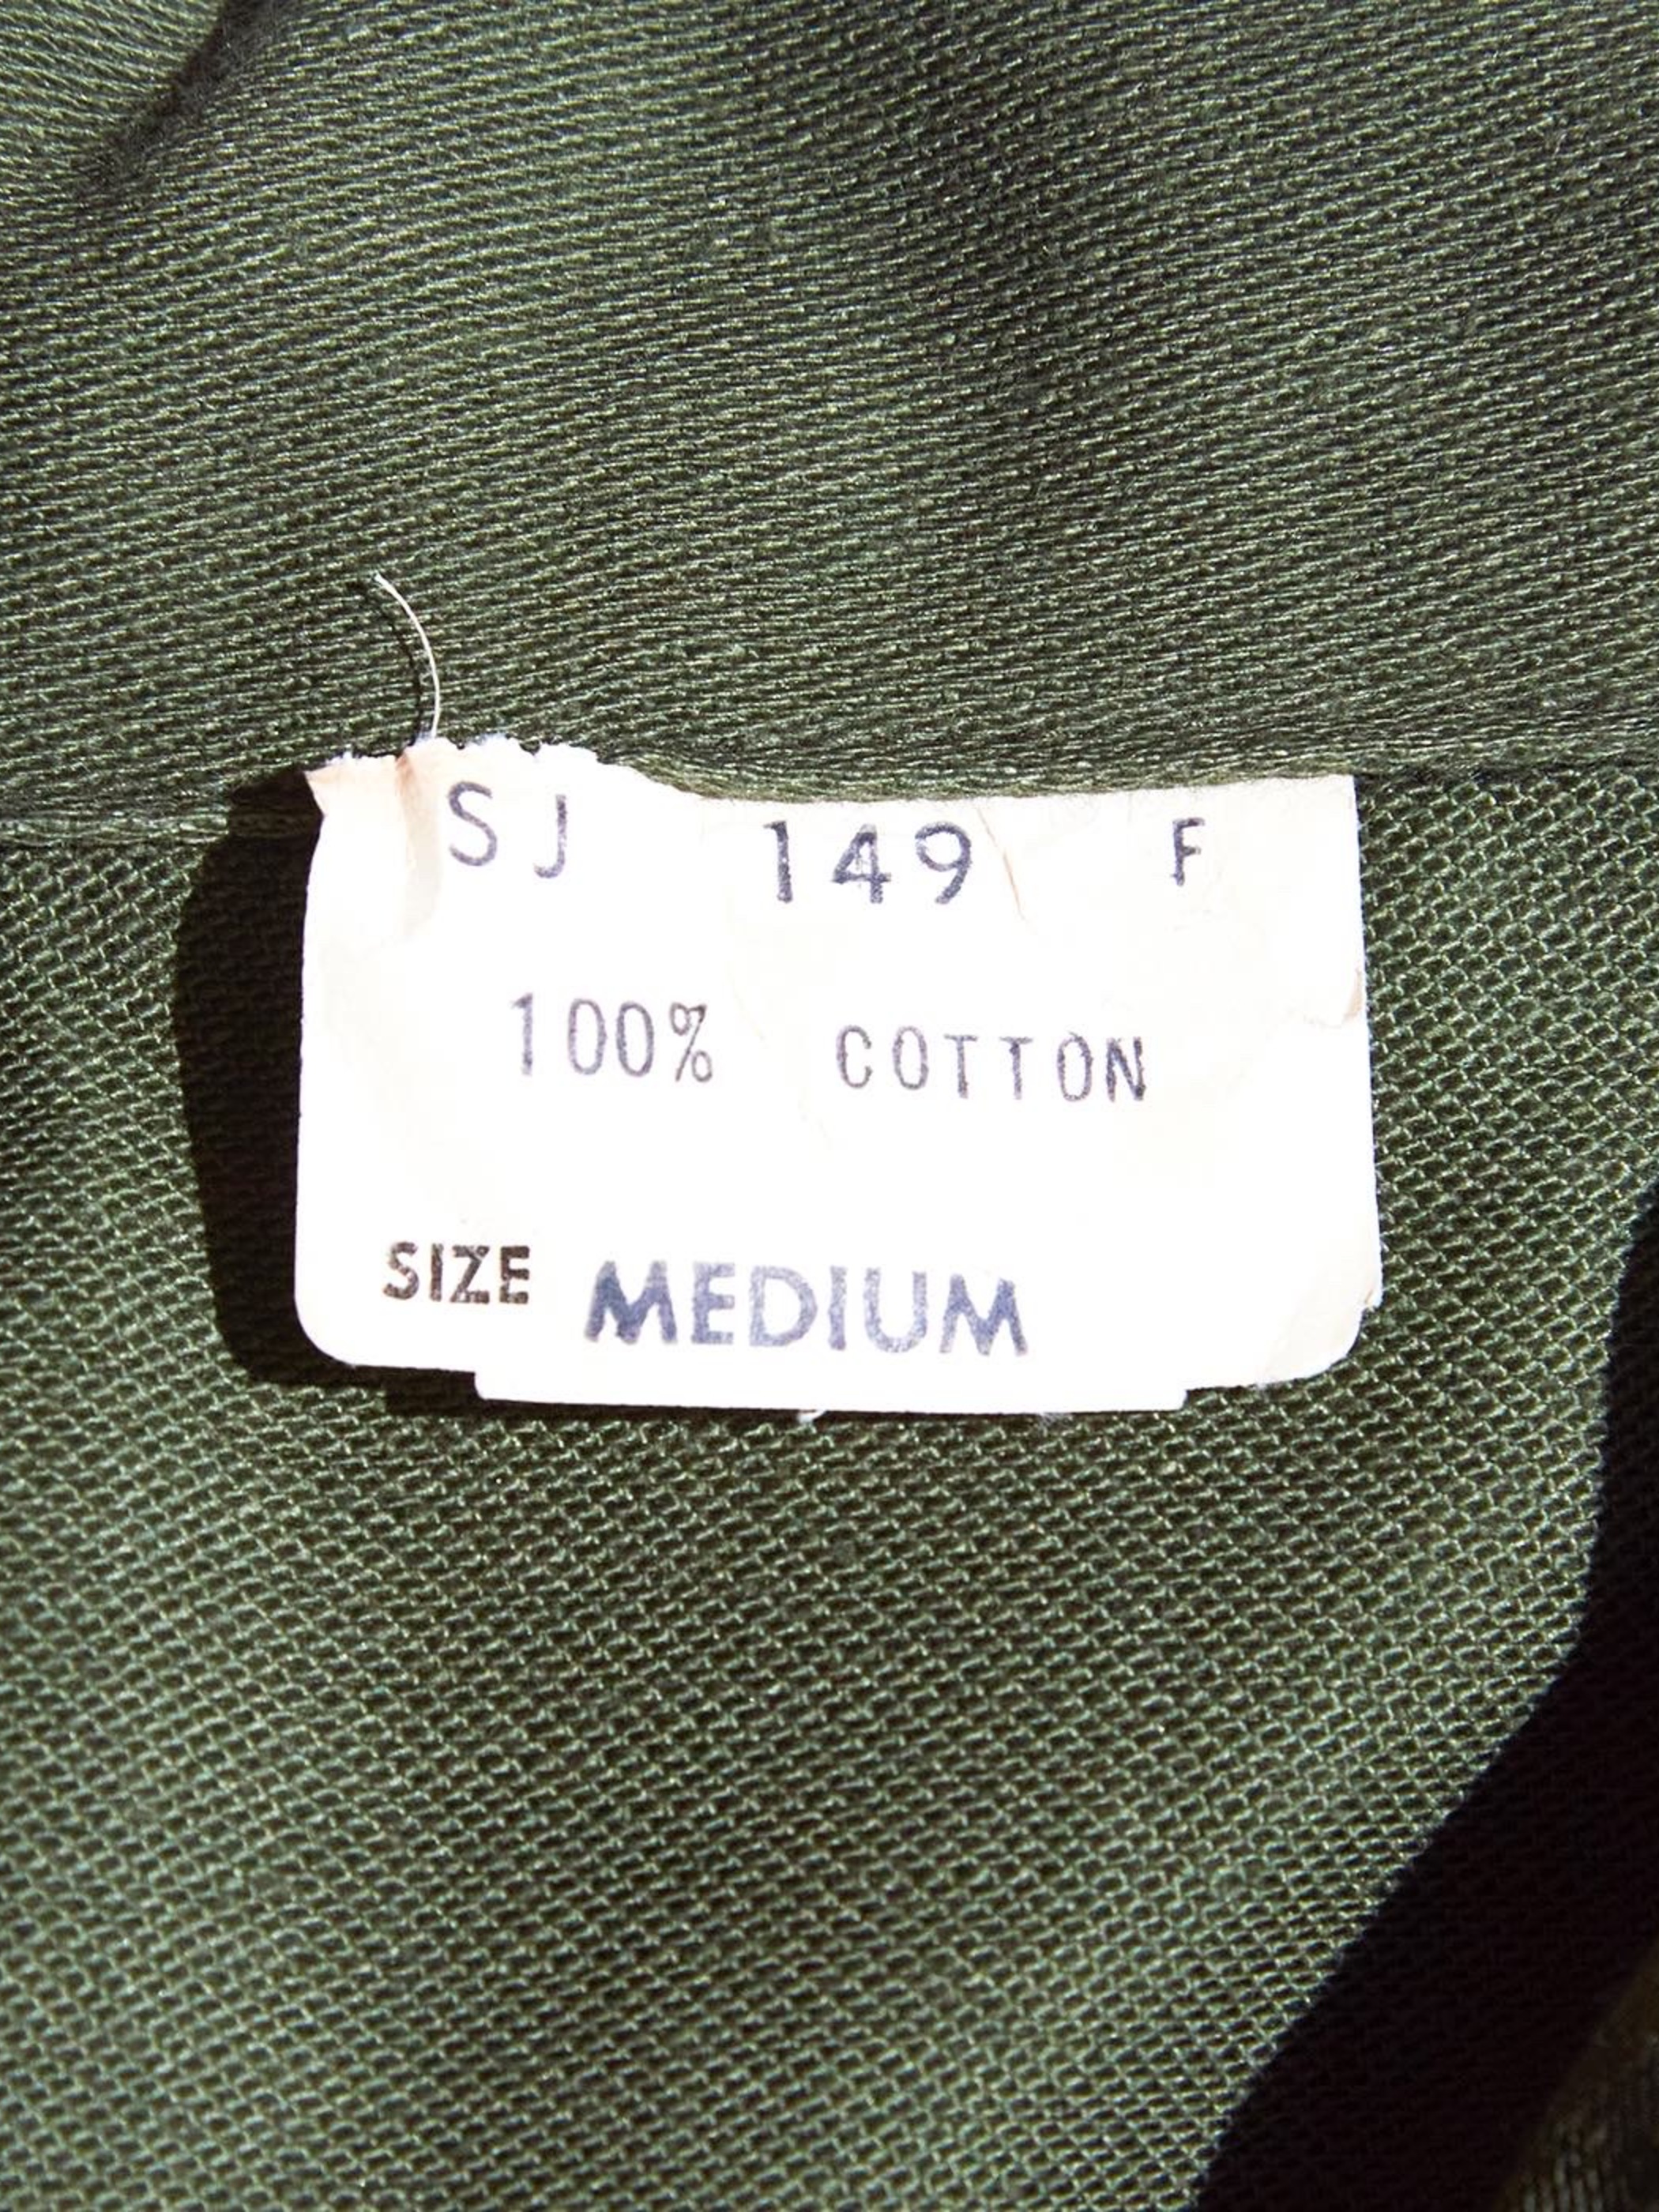 SJ 149 F
100% COTTON
SIZE MEDIUM